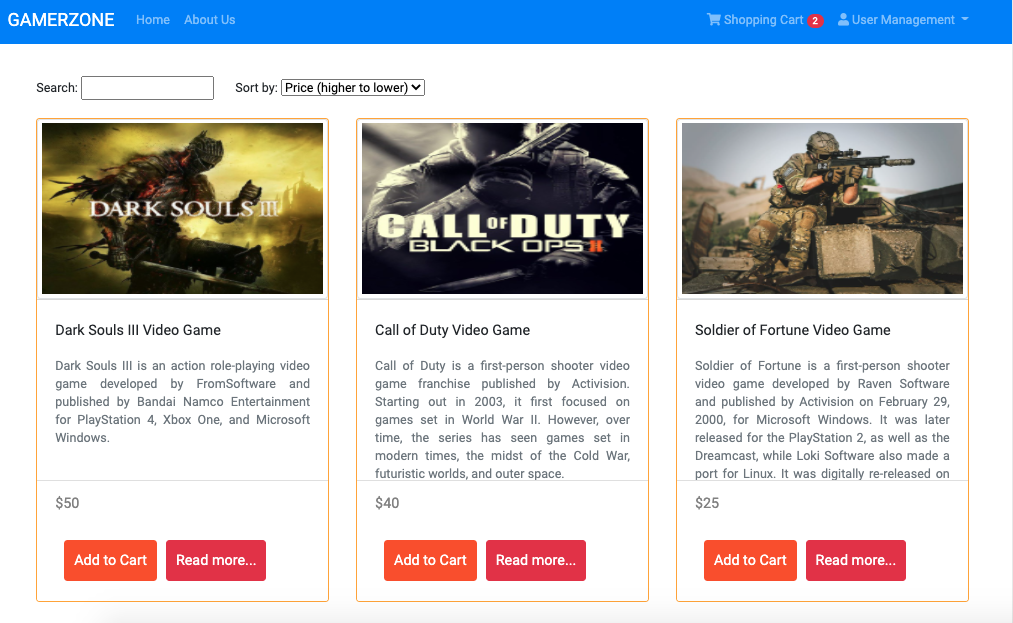 GAMERZONE Home About Us Shopping Cart 2 User Management
Search: Sort by: Price (higher to lower)
DARK SOULS III
CALL OF DUTY
BLACK OPS II
Dark Souls III Video Game
Dark Souls III is an action role-playing video
game developed by FromSoftware and
published by Bandai Namco Entertainment
for PlayStation 4, Xbox One, and Microsoft
Windows.
$50
Add to Cart Read more...
Call of Duty Video Game
Call of Duty is a first-person shooter video
game franchise published by Activision.
Starting out in 2003, it first focused on
games set in World War II. However, over
time, the series has seen games set in
modern times, the midst of the Cold War,
futuristic worlds, and outer space.
$40
Add to Cart Read more...
Soldier of Fortune Video Game
Soldier of Fortune is a first-person shooter
video game developed by Raven Software
and published by Activision on February 29,
2000, for Microsoft Windows. It was later
released for the PlayStation 2, as well as the
Dreamcast, while Loki Software also made a
port for Linux. It was digitally re-released on
$25
Add to Cart Read more...